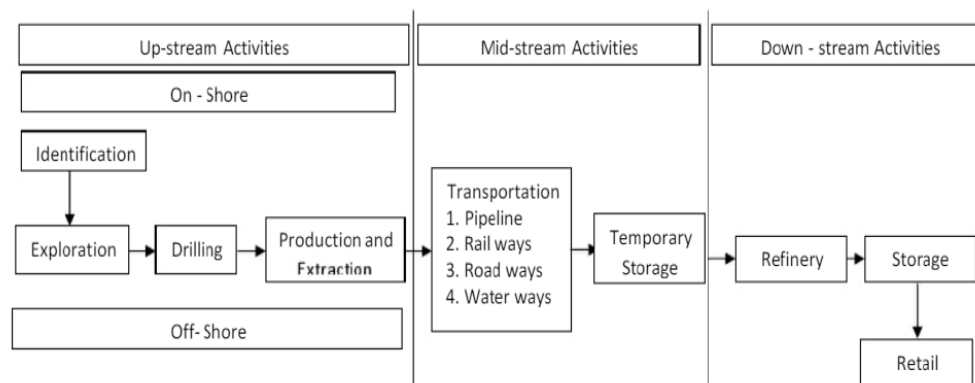 Up-stream Activities
Mid-stream Activities
Down - stream Activities
On - Shore
Identification
Exploration
Drilling
Production and
Extraction
Transportation
1. Pipeline
2. Rail ways
3. Road ways
4. Water ways
Temporary
Storage
Refinery
Storage
Off- Shore
Retail